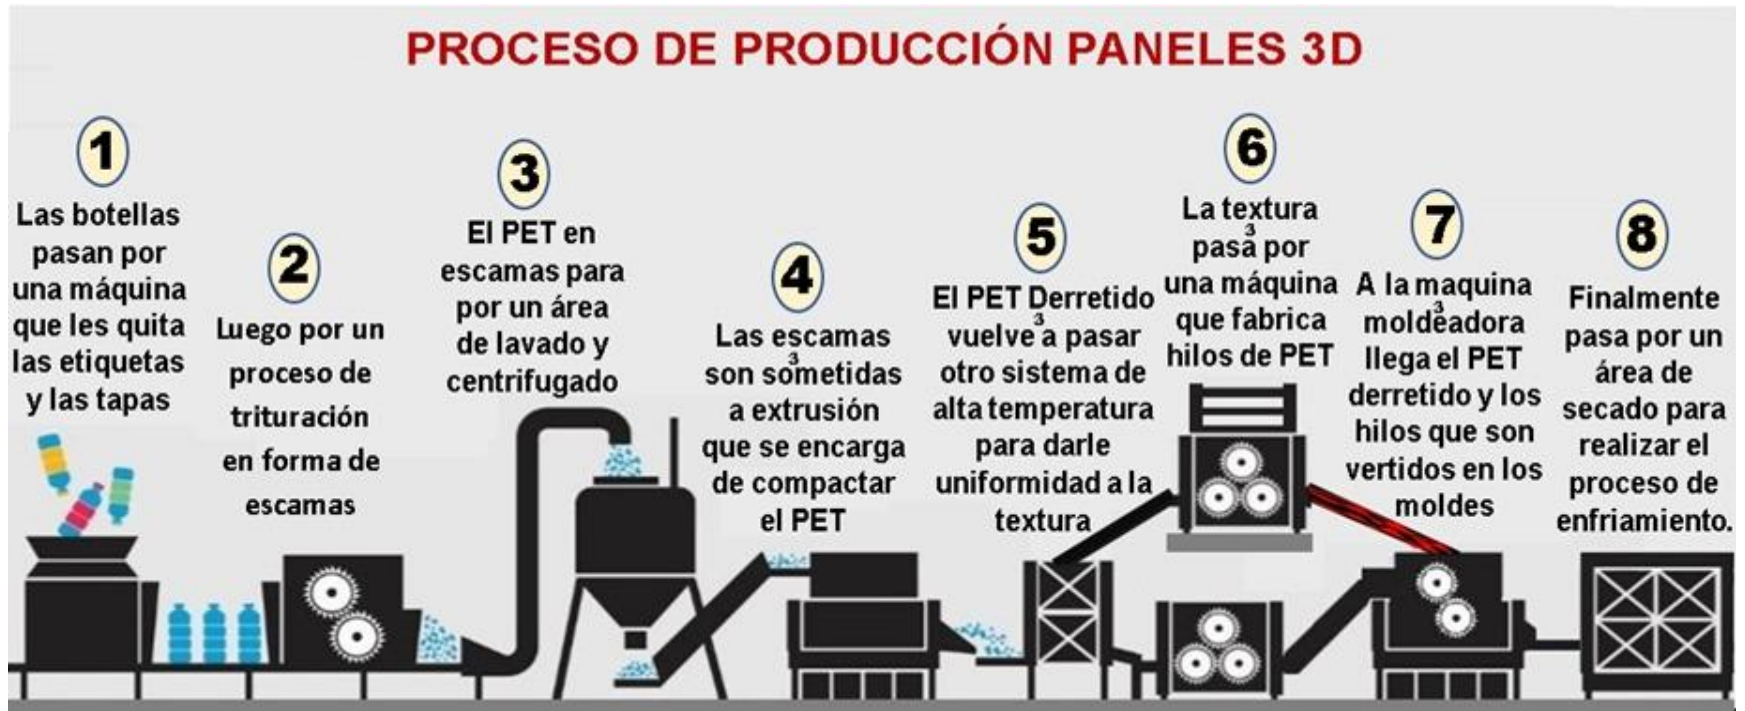 PROCESO DE PRODUCCIÓN PANELES 3D
1
Las botellas
pasan por
una máquina
que les quita
las etiquetas
y las tapas
2
Luego por un
proceso de
trituración
en forma de
escamas
3
El PET en
escamas para
por un área
de lavado y
centrifugado
4
Las escamas
3
son sometidas
a extrusión
que se encarga
de compactar
el PET
5
El PET Derretido
3
vuelve a pasar
otro sistema de
alta temperatura
para darle
uniformidad a la
textura
6
La textura
3
pasa por
una máquina
que fabrica
hilos de PET
7
A la maquina
3
moldeadora
llega el PET
derretido y los
hilos que son
vertidos en los
moldes
8
Finalmente
pasa por un
área de
secado para
realizar el
proceso de
enfriamiento.